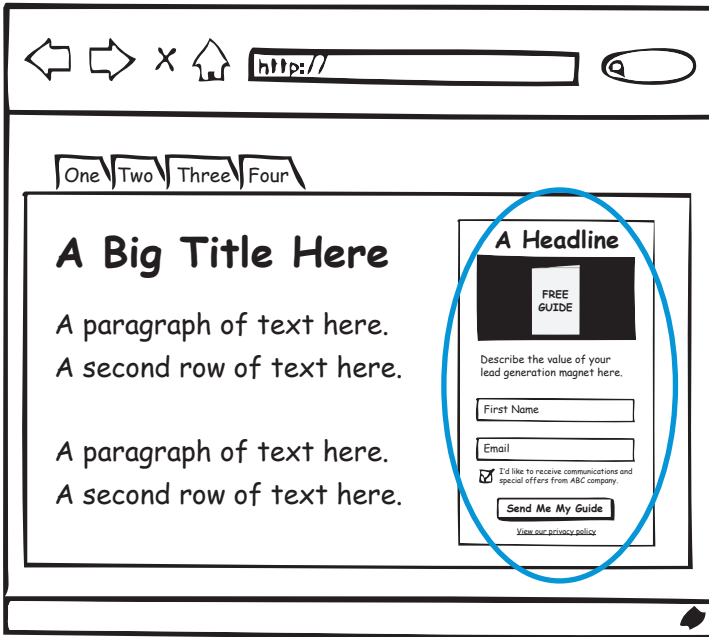 http://
One Two Three Four
A Big Title Here
A paragraph of text here.
A second row of text here.
A paragraph of text here.
A second row of text here.
A Headline
FREE
GUIDE
Describe the value of your
lead generation magnet here.
First Name
Email
I'd like to receive communications and
special offers from ABC company.
Send Me My Guide
View our privacy policy